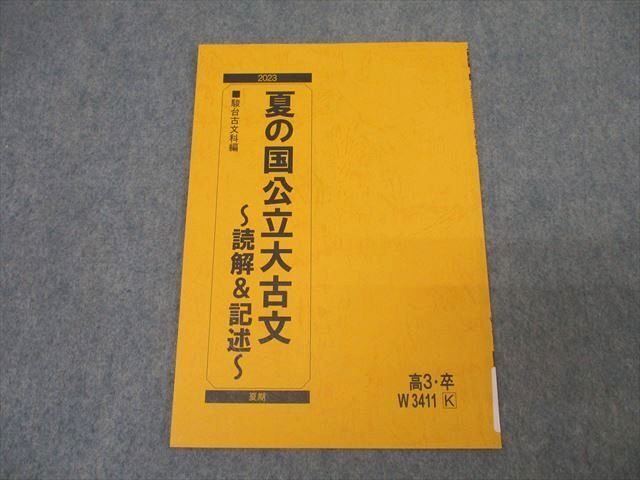 2023
夏の国公立大古文
～読解&記述～
■駿台古文科編
夏期
高3・卒
W3411 K